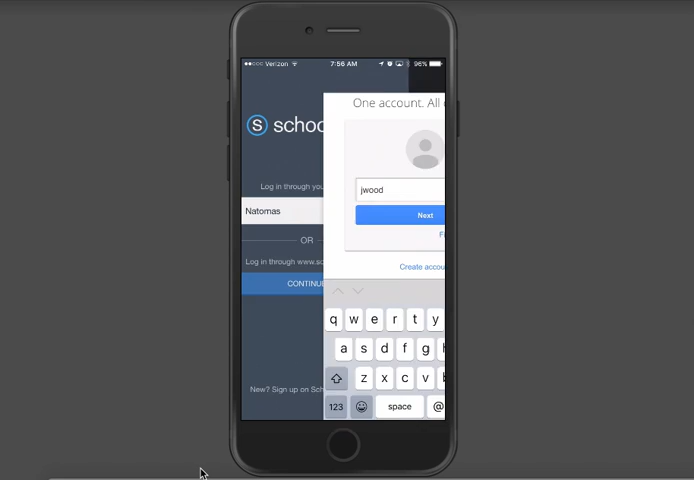 Verizon 7:56 AM 96%
One account. All
S schoo
Log in through you
jwood
Natomas
Next
OR
Log in through www.sc
Create accou
CONTINU
q w e r t y
a s d f g
z x c v
New? Sign up on Sch
123 space @